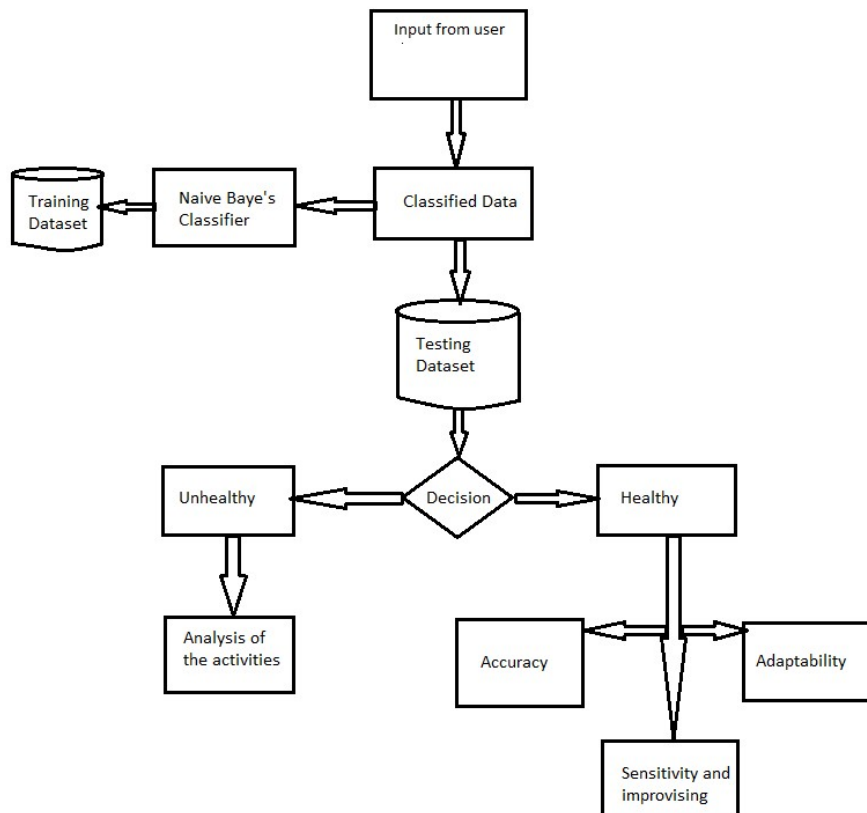 Input from user
Training
Dataset
Naive Baye's
Classifier
Classified Data
Testing
Dataset
Unhealthy
Decision
Healthy
Analysis of
the activities
Accuracy
Adaptability
Sensitivity and
improvising